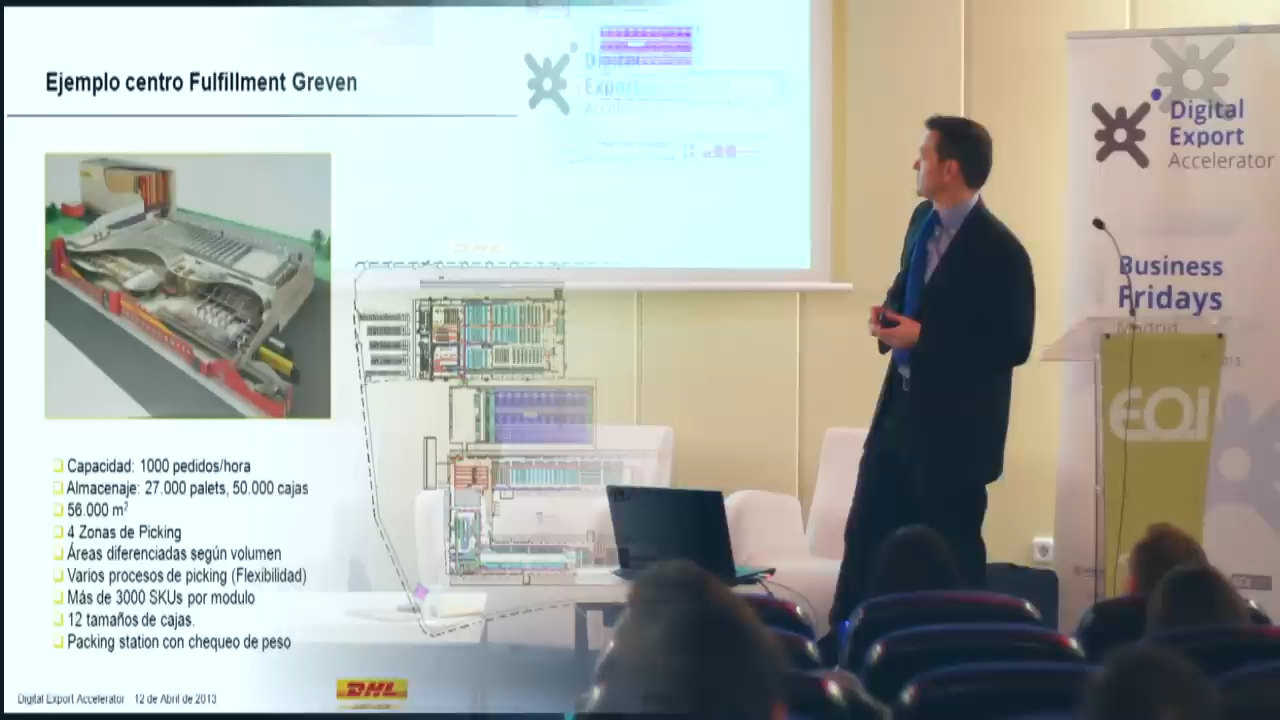 Ejemplo centro Fulfillment Greven
Capacidad: 1000 pedidos/hora
Almacenaje: 27.000 palets, 50.000 cajas
56.000 m²
4 Zonas de Picking
Áreas diferenciadas según volumen
Varios procesos de picking (Flexibilidad)
Más de 3000 SKUs por modulo
12 tamaños de cajas.
Packing station con chequeo de peso
Digital Export Accelerator 12 de Abril de 2013
DHL
Export
Digital
Export
Accelerator
Business
Fridays
Madrid
EOI